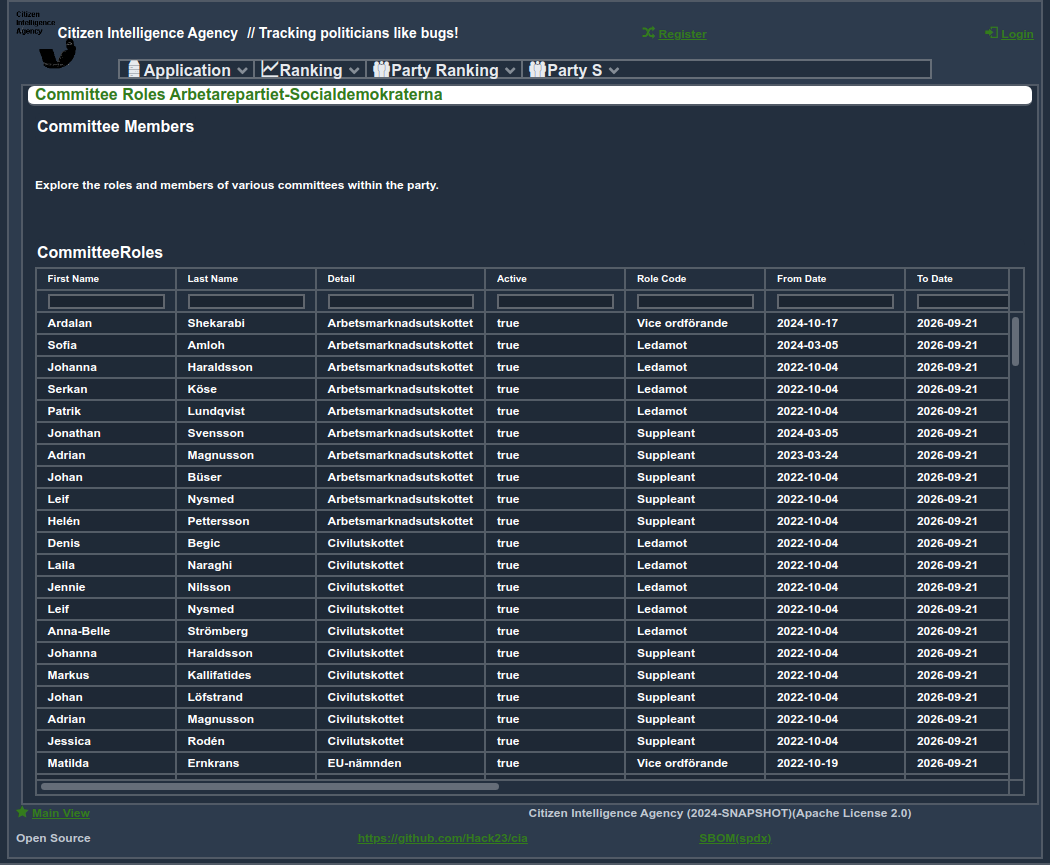 Citizen
Intelligence
Agency
Citizen Intelligence Agency // Tracking politicians like bugs!
Register
Login
Application Ranking Party Ranking Party S
Committee Roles Arbetarepartiet-Socialdemokraterna
Committee Members
Explore the roles and members of various committees within the party.
CommitteeRoles
First Name Last Name Detail Active Role Code From Date To Date
Ardalan Shekarabi Arbetsmarknadsutskottet true Vice ordförande 2024-10-17 2026-09-21
Sofia Amloh Arbetsmarknadsutskottet true Ledamot 2024-03-05 2026-09-21
Johanna Haraldsson Arbetsmarknadsutskottet true Ledamot 2022-10-04 2026-09-21
Serkan Köse Arbetsmarknadsutskottet true Ledamot 2022-10-04 2026-09-21
Patrik Lundqvist Arbetsmarknadsutskottet true Ledamot 2022-10-04 2026-09-21
Jonathan Svensson Arbetsmarknadsutskottet true Suppleant 2024-03-05 2026-09-21
Adrian Magnusson Arbetsmarknadsutskottet true Suppleant 2023-03-24 2026-09-21
Johan Büser Arbetsmarknadsutskottet true Suppleant 2022-10-04 2026-09-21
Leif Nysmed Arbetsmarknadsutskottet true Suppleant 2022-10-04 2026-09-21
Helén Pettersson Arbetsmarknadsutskottet true Suppleant 2022-10-04 2026-09-21
Denis Begic Civilutskottet true Ledamot 2022-10-04 2026-09-21
Laila Naraghi Civilutskottet true Ledamot 2022-10-04 2026-09-21
Jennie Nilsson Civilutskottet true Ledamot 2022-10-04 2026-09-21
Leif Nysmed Civilutskottet true Ledamot 2022-10-04 2026-09-21
Anna-Belle Strömberg Civilutskottet true Ledamot 2022-10-04 2026-09-21
Johanna Haraldsson Civilutskottet true Suppleant 2022-10-04 2026-09-21
Markus Kallifatides Civilutskottet true Suppleant 2022-10-04 2026-09-21
Johan Löfstrand Civilutskottet true Suppleant 2022-10-04 2026-09-21
Adrian Magnusson Civilutskottet true Suppleant 2022-10-04 2026-09-21
Jessica Rodén Civilutskottet true Suppleant 2022-10-04 2026-09-21
Matilda Ernkrans EU-nämnden true Vice ordförande 2022-10-19 2026-09-21
Main View Citizen Intelligence Agency (2024-SNAPSHOT)(Apache License 2.0)
Open Source https://github.com/Hack23/cia SBOM(spdx)